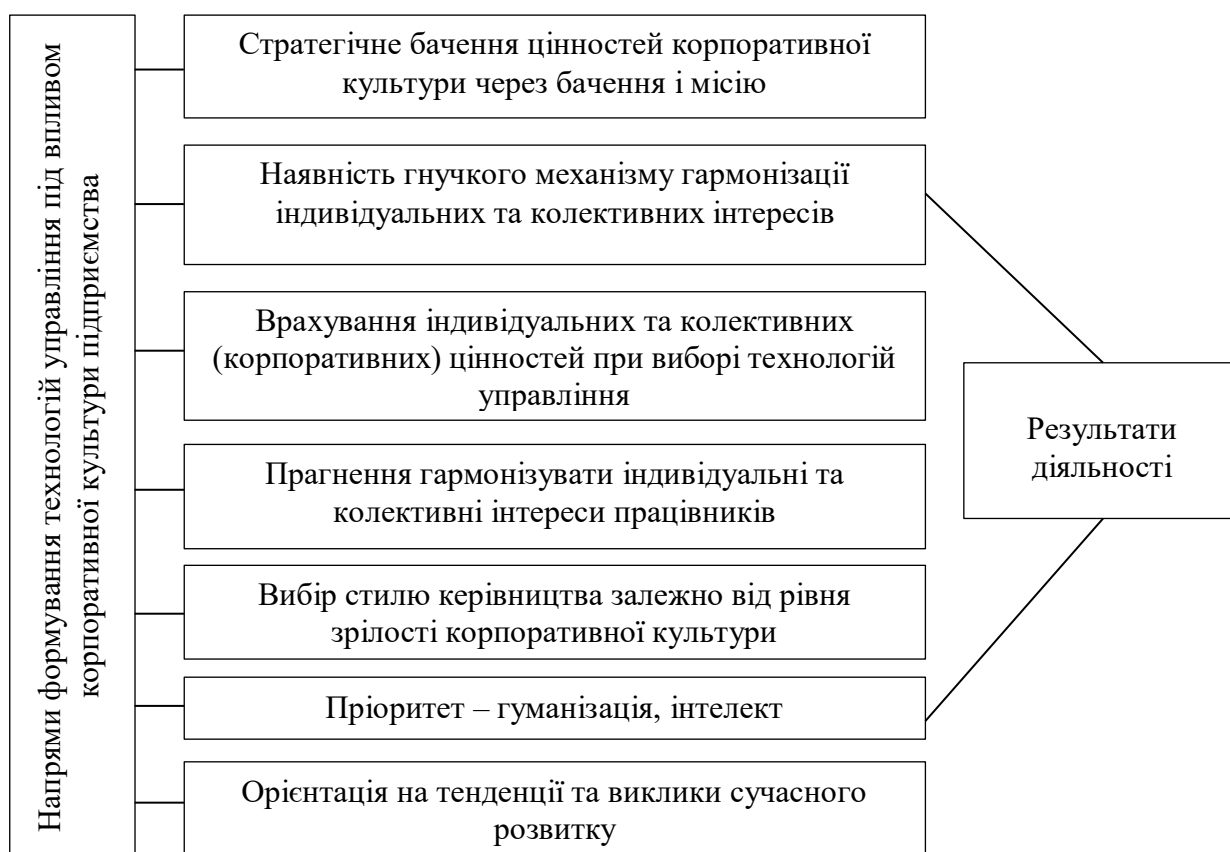 Напрями формування технологій управління під впливом
корпоративної культури підприємства
Стратегічне бачення цінностей корпоративної
культури через бачення і місію
Наявність гнучкого механізму гармонізації
індивідуальних та колективних інтересів
Врахування індивідуальних та колективних
(корпоративних) цінностей при виборі технологій
управління
Прагнення гармонізувати індивідуальні та
колективні інтереси працівників
Вибір стилю керівництва залежно від рівня
зрілості корпоративної культури
Пріоритет – гуманізація, інтелект
Орієнтація на тенденції та виклики сучасного
розвитку
Результати
діяльності